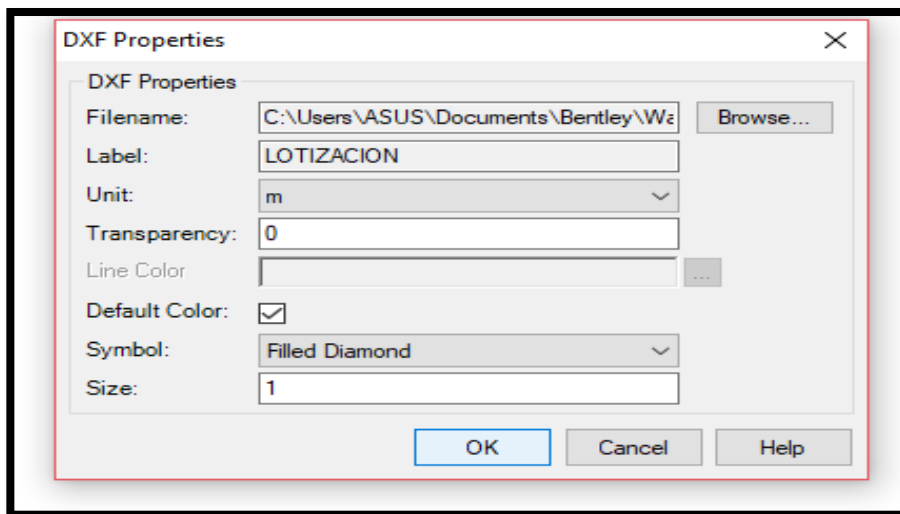 DXF Properties
DXF Properties
Filename: C:\Users\ASUS\Documents\Bentley\Wa Browse...
Label: LOTIZACION
Unit: m
Transparency: 0
Line Color ...
Default Color:
Symbol: Filled Diamond
Size: 1
OK Cancel Help